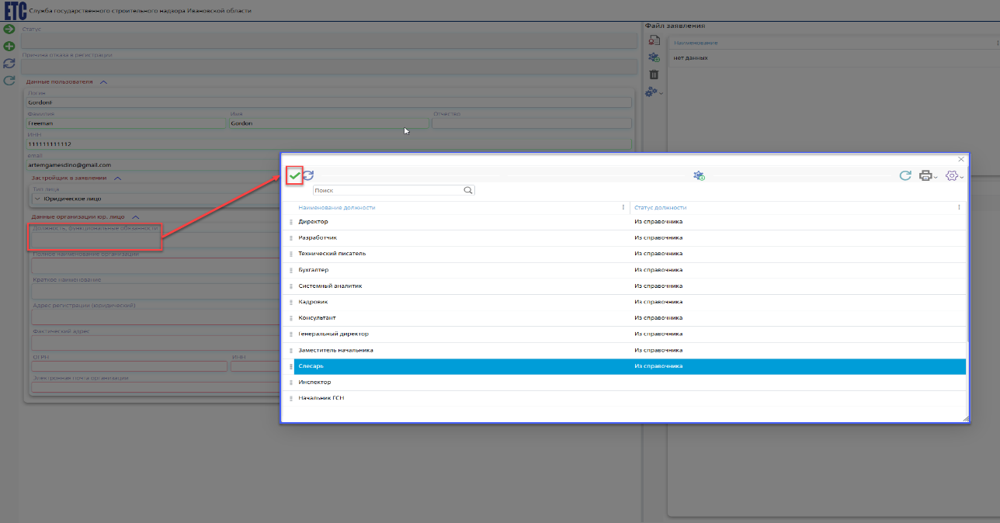 ЕТС Служба государственного строительного надзора Ивановской области
Статус
Причина отказа в регистрации
Данные пользователя
Логин
Gordonf
Фамилия Имя Отчество
Freeman Gordon
ИНН
111111111112
email
artemgamesdino@gmail.com
Застройщик в заявлении
Тип лица
Юридическое лицо
Данные организации юр. лицо
Должность, функциональные обязанности
Полное наименование организации
Краткое наименование
Адрес регистрации (юридический)
Фактический адрес
ОГРН ИНН
Электронная почта организации
Файл заявления
Наименование
нет данных
Поиск
Наименование должности Статус должности
Директор Из справочника
Разработчик Из справочника
Технический писатель Из справочника
Бухгалтер Из справочника
Системный аналитик Из справочника
Кадровик Из справочника
Консультант Из справочника
Генеральный директор Из справочника
Заместитель начальника Из справочника
Слесарь Из справочника
Инспектор
Начальник ГСН